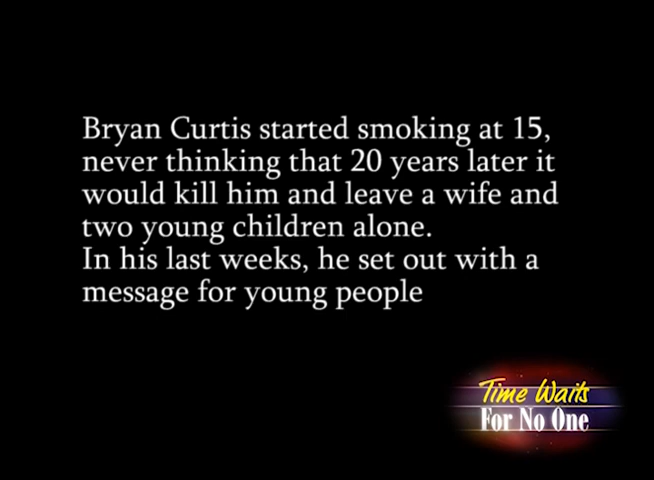 Bryan Curtis started smoking at 15,
never thinking that 20 years later it
would kill him and leave a wife and
two young children alone.
In his last weeks, he set out with a
message for young people
Time Waits
For No One